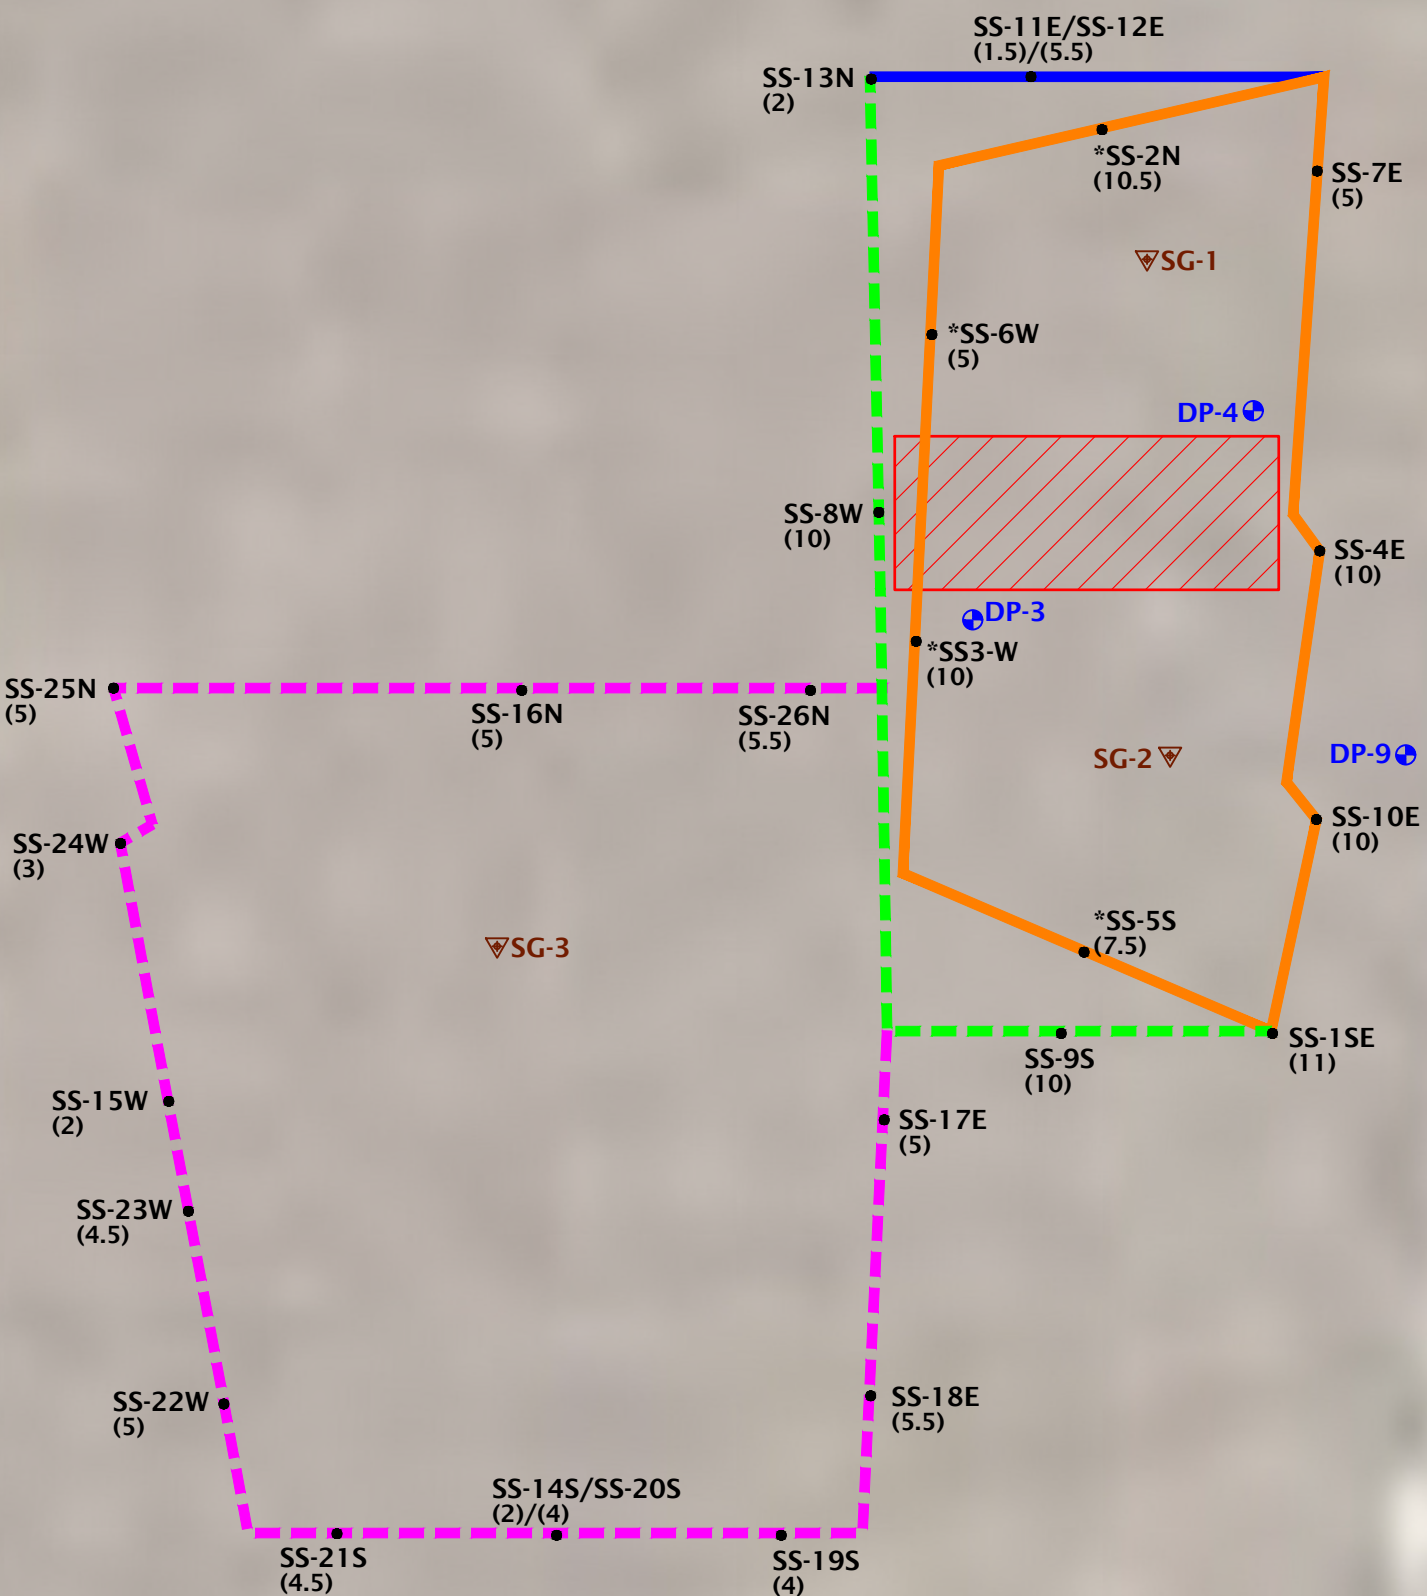 SS-11E/SS-12E
(1.5)/(5.5)
SS-13N
(2)
*SS-2N
(10.5)
SS-7E
(5)
SG-1
*SS-6W
(5)
DP-4
SS-8W
(10)
SS-4E
(10)
DP-3
*SS3-W
(10)
SS-25N
(5)
SS-16N
(5)
SS-26N
(5.5)
SG-2
DP-9
SS-24W
(3)
SS-10E
(10)
*SS-5S
(7.5)
SG-3
SS-9S
(10)
SS-1SE
(11)
SS-15W
(2)
SS-17E
(5)
SS-23W
(4.5)
SS-22W
(5)
SS-18E
(5.5)
SS-14S/SS-20S
(2)/(4)
SS-21S
(4.5)
SS-19S
(4)